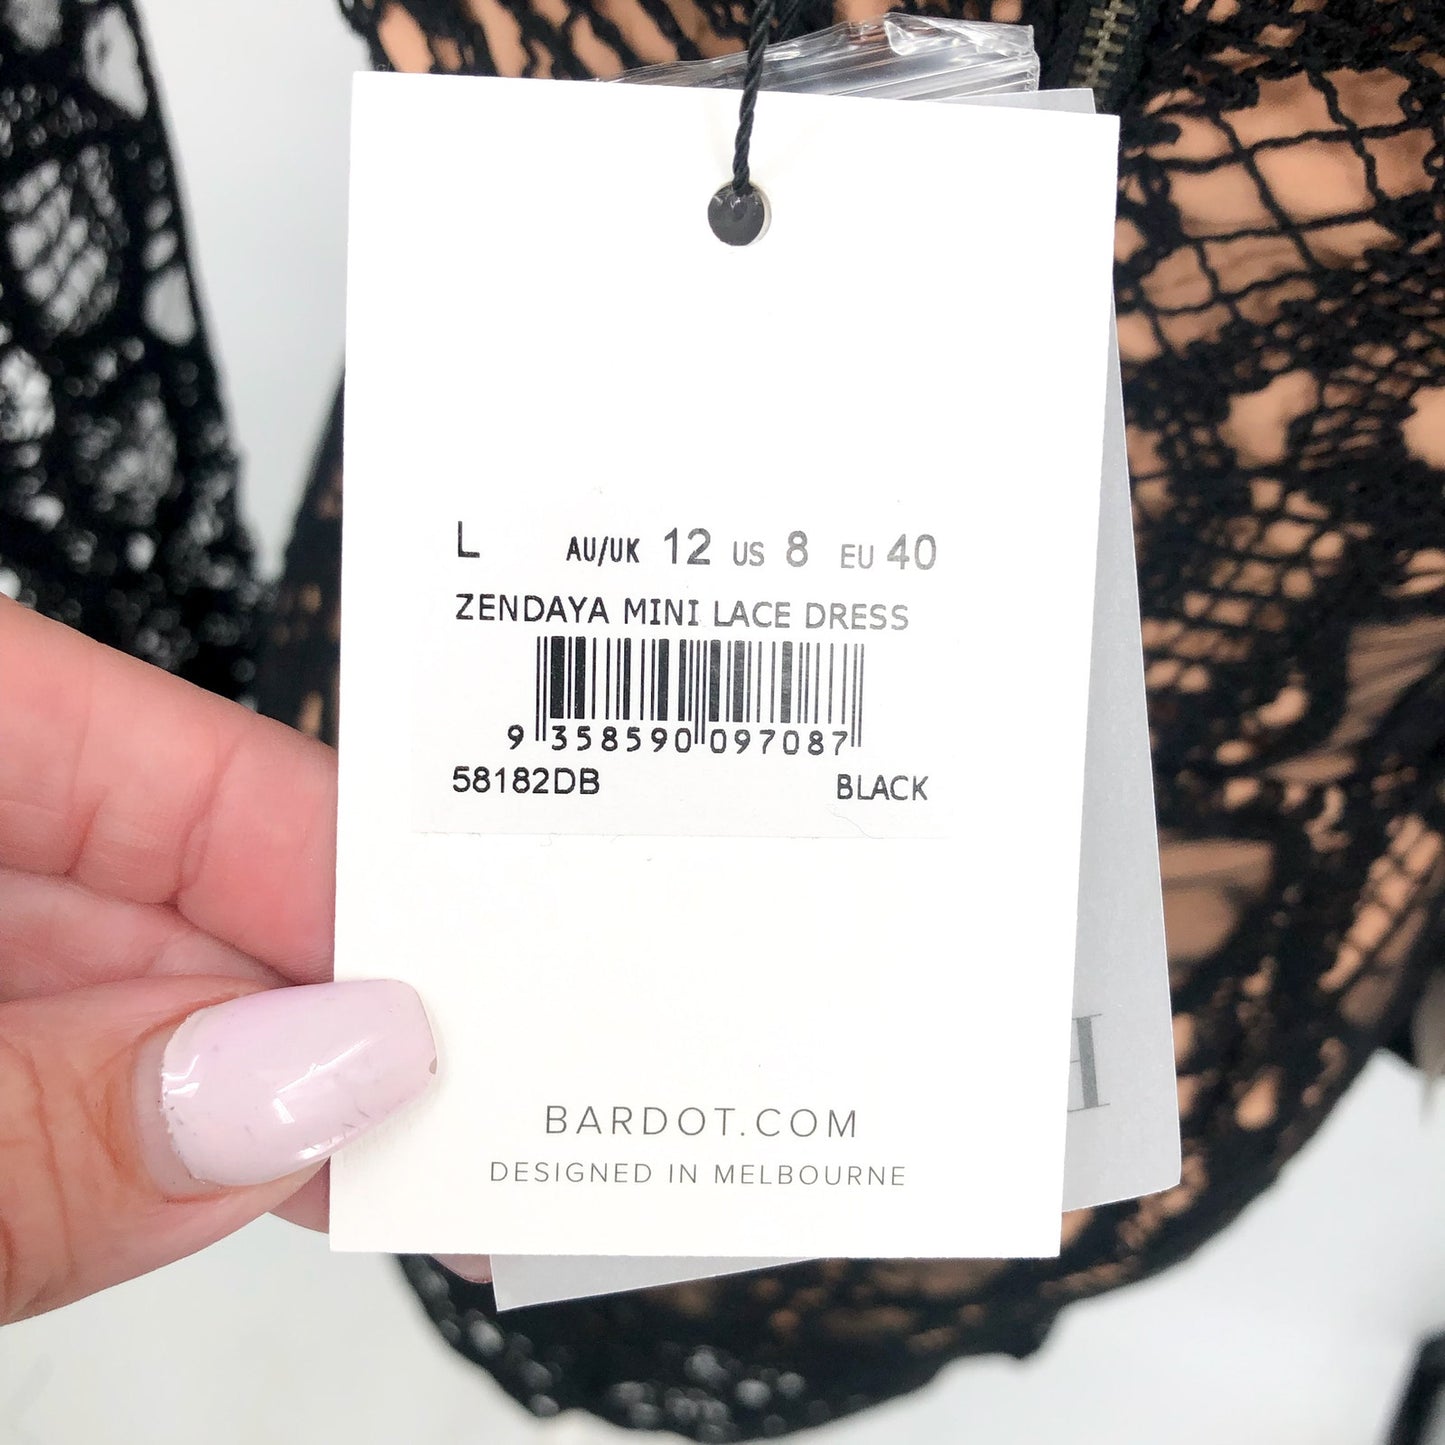 L AU/UK 12 US 8 EU 40
ZENDAYA MINI LACE DRESS
9 358590 097087
58182DB BLACK
BARDOT.COM
DESIGNED IN MELBOURNE